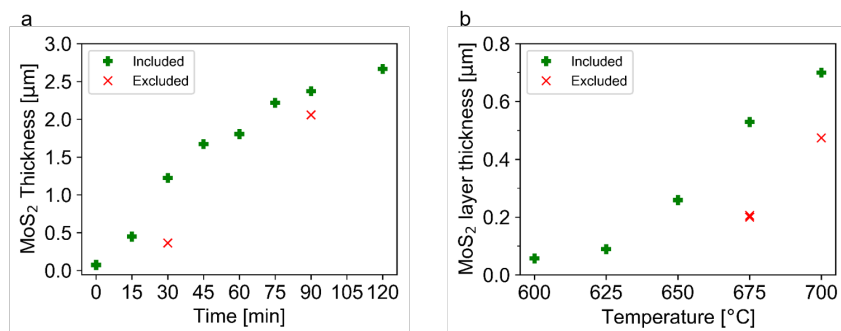 a
MoS₂ Thickness [µm]
3.0
2.5
2.0
1.5
1.0
0.5
0.0
Included
Excluded
0 15 30 45 60 75 90 105 120
Time [min]
b
MoS₂ layer thickness [µm]
0.8
0.6
0.4
0.2
0.0
Included
Excluded
600 625 650 675 700
Temperature [°C]